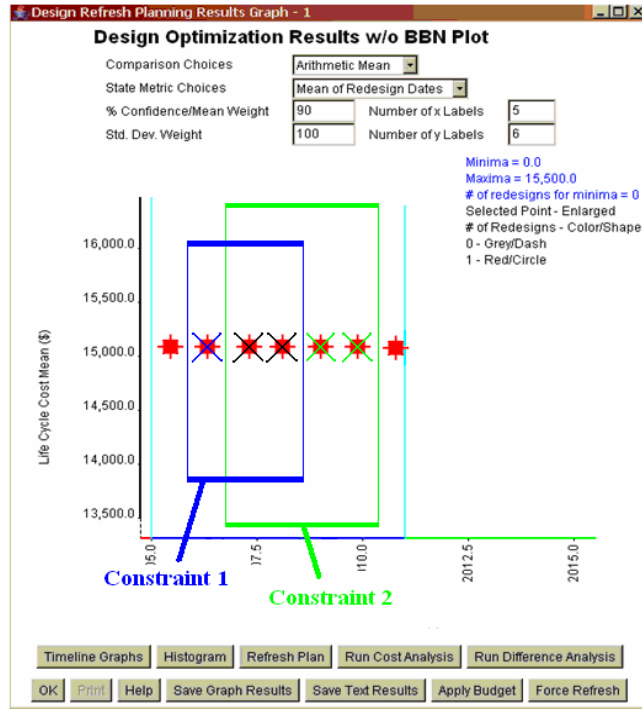 Design Refresh Planning Results Graph - 1
Design Optimization Results w/o BBN Plot
Comparison Choices Arithmetic Mean
State Metric Choices Mean of Redesign Dates
% Confidence/Mean Weight 90 Number of x Labels 5
Std. Dev. Weight 100 Number of y Labels 6
Minima = 0.0
Maxima = 15,500.0
# of redesigns for minima = 0
Selected Point - Enlarged
# of Redesigns - Color/Shape
0 - Grey/Dash
1 - Red/Circle
Life Cycle Cost Mean ($)
16,000.0
15,500.0
15,000.0
14,500.0
14,000.0
13,500.0
2012.5
2015.0
Constraint 1
Constraint 2
Timeline Graphs Histogram Refresh Plan Run Cost Analysis Run Difference Analysis
OK Print Help Save Graph Results Save Text Results Apply Budget Force Refresh